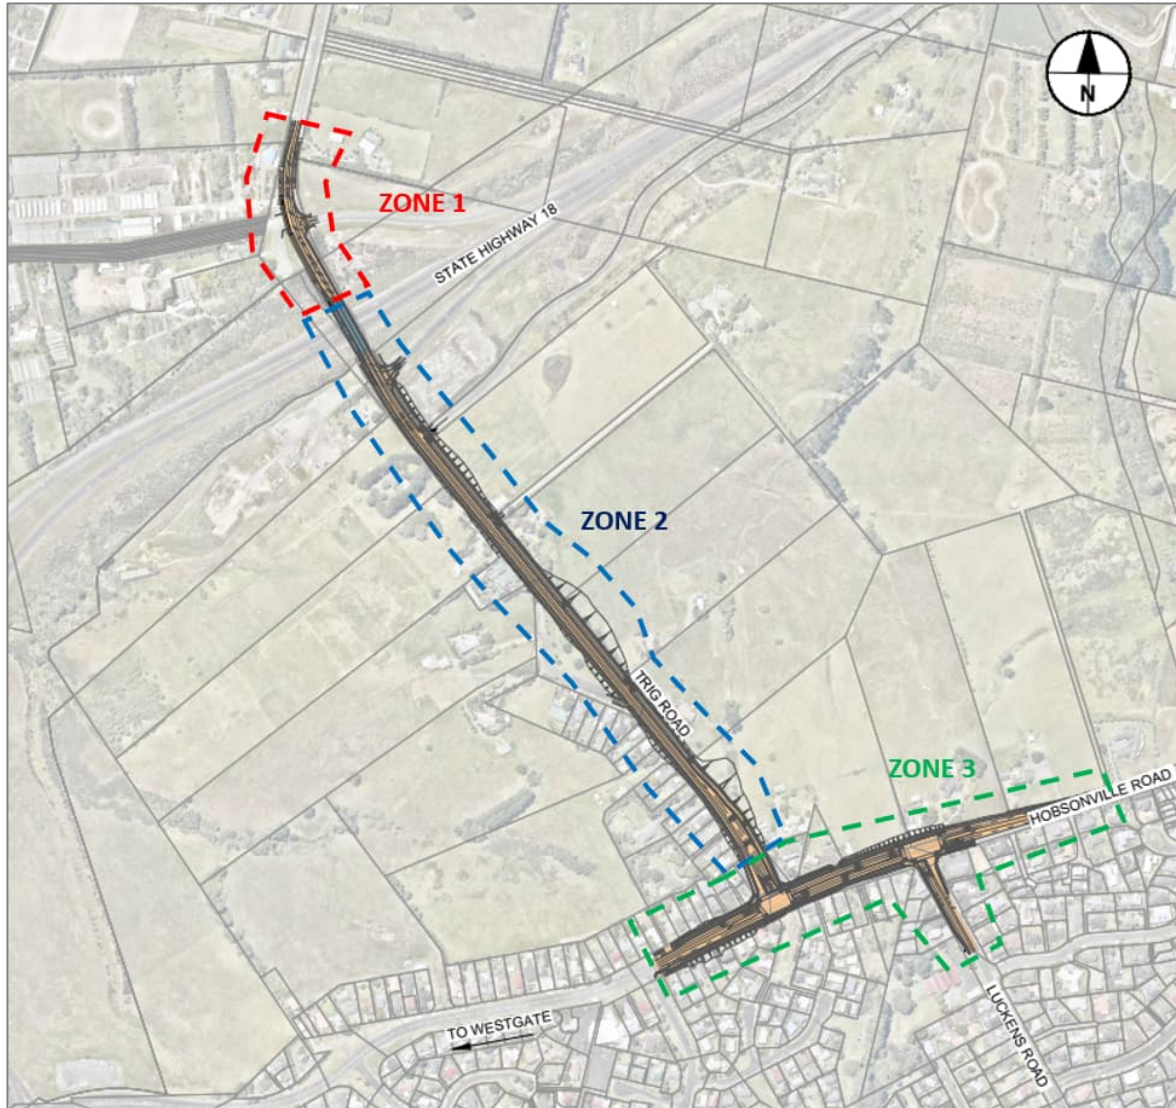 N
ZONE 1
STATE HIGHWAY 18
ZONE 2
TRIG ROAD
ZONE 3
HOBSONVILLE ROAD
TO WESTGATE
LUCKENS ROAD